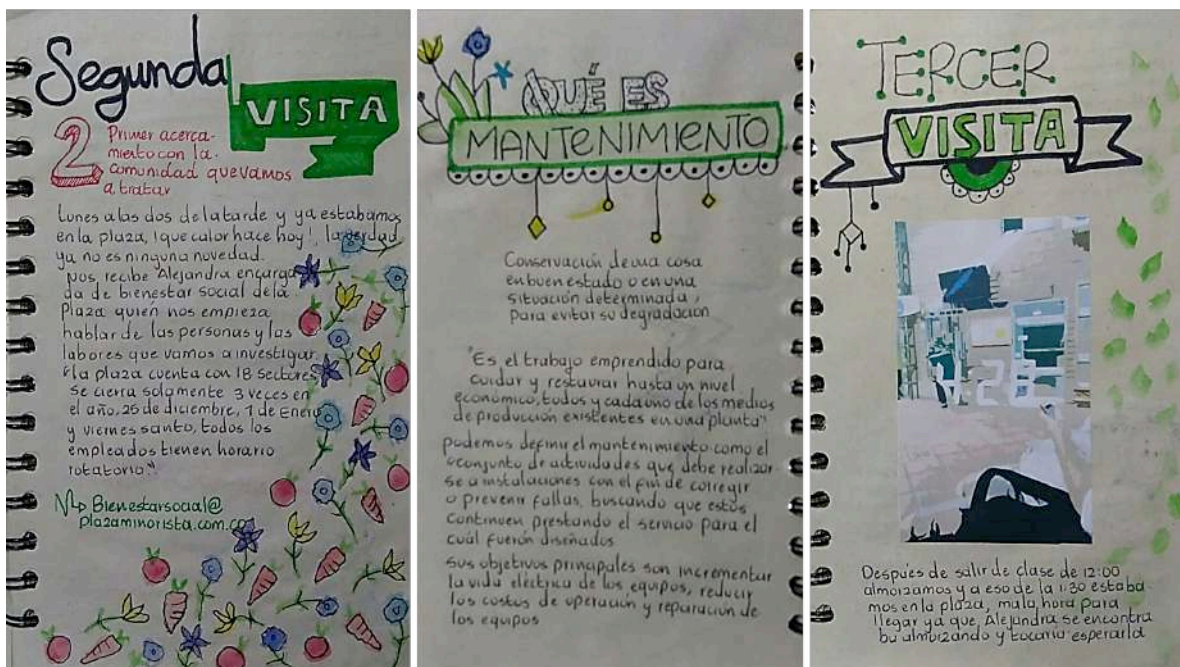 Segunda
VISITA
2 Primer acerca-
miento con la
comunidad que vamos
a tratar
Lunes a las dos de la tarde y ya estabamos
en la plaza, ¡que calor hace hoy!, la verdad
ya no es ninguna novedad.
Nos recibe "Alejandra encarga
da de bienestar social de la
Plaza quién nos empieza
hablar de las personas y las
labores que vamos a investigar
"la plaza cuenta con 18 sectores
Se cierra solamente 3 veces en
el año, 25 de diciembre, 1 de Enero
y viernes santo, todos los
empleados tienen horario
rotatorio."
Bienestarsocial@
plazaminorista.com.co
QUÉ ES
MANTENIMIENTO
Conservación de una cosa
en buen estado o en una
situación determinada,
para evitar su degradación
"Es el trabajo emprendido para
cuidar y restaurar hasta un nivel
económico, todos y cada uno de los medios
de producción existentes en una planta"
podemos definir el mantenimiento como el
"conjunto de actividades que debe realizar
se a instalaciones con el fin de corregir
o prevenir fallas, buscando que estos
continuen prestando el servicio para el
cuál fuerón diseñados
sus objetivos principales son incrementar
la vida eléctrica de los equipos, reducir
los costos de operación y reparación de
los equipos
TERCER
VISITA
Después de salir de clase de 12:00
almorzamos y a eso de la 1:30 estaba-
mos en la plaza, mala hora para
llegar ya que, Alejandra se encontra
ba almorzando y tocaría esperarla